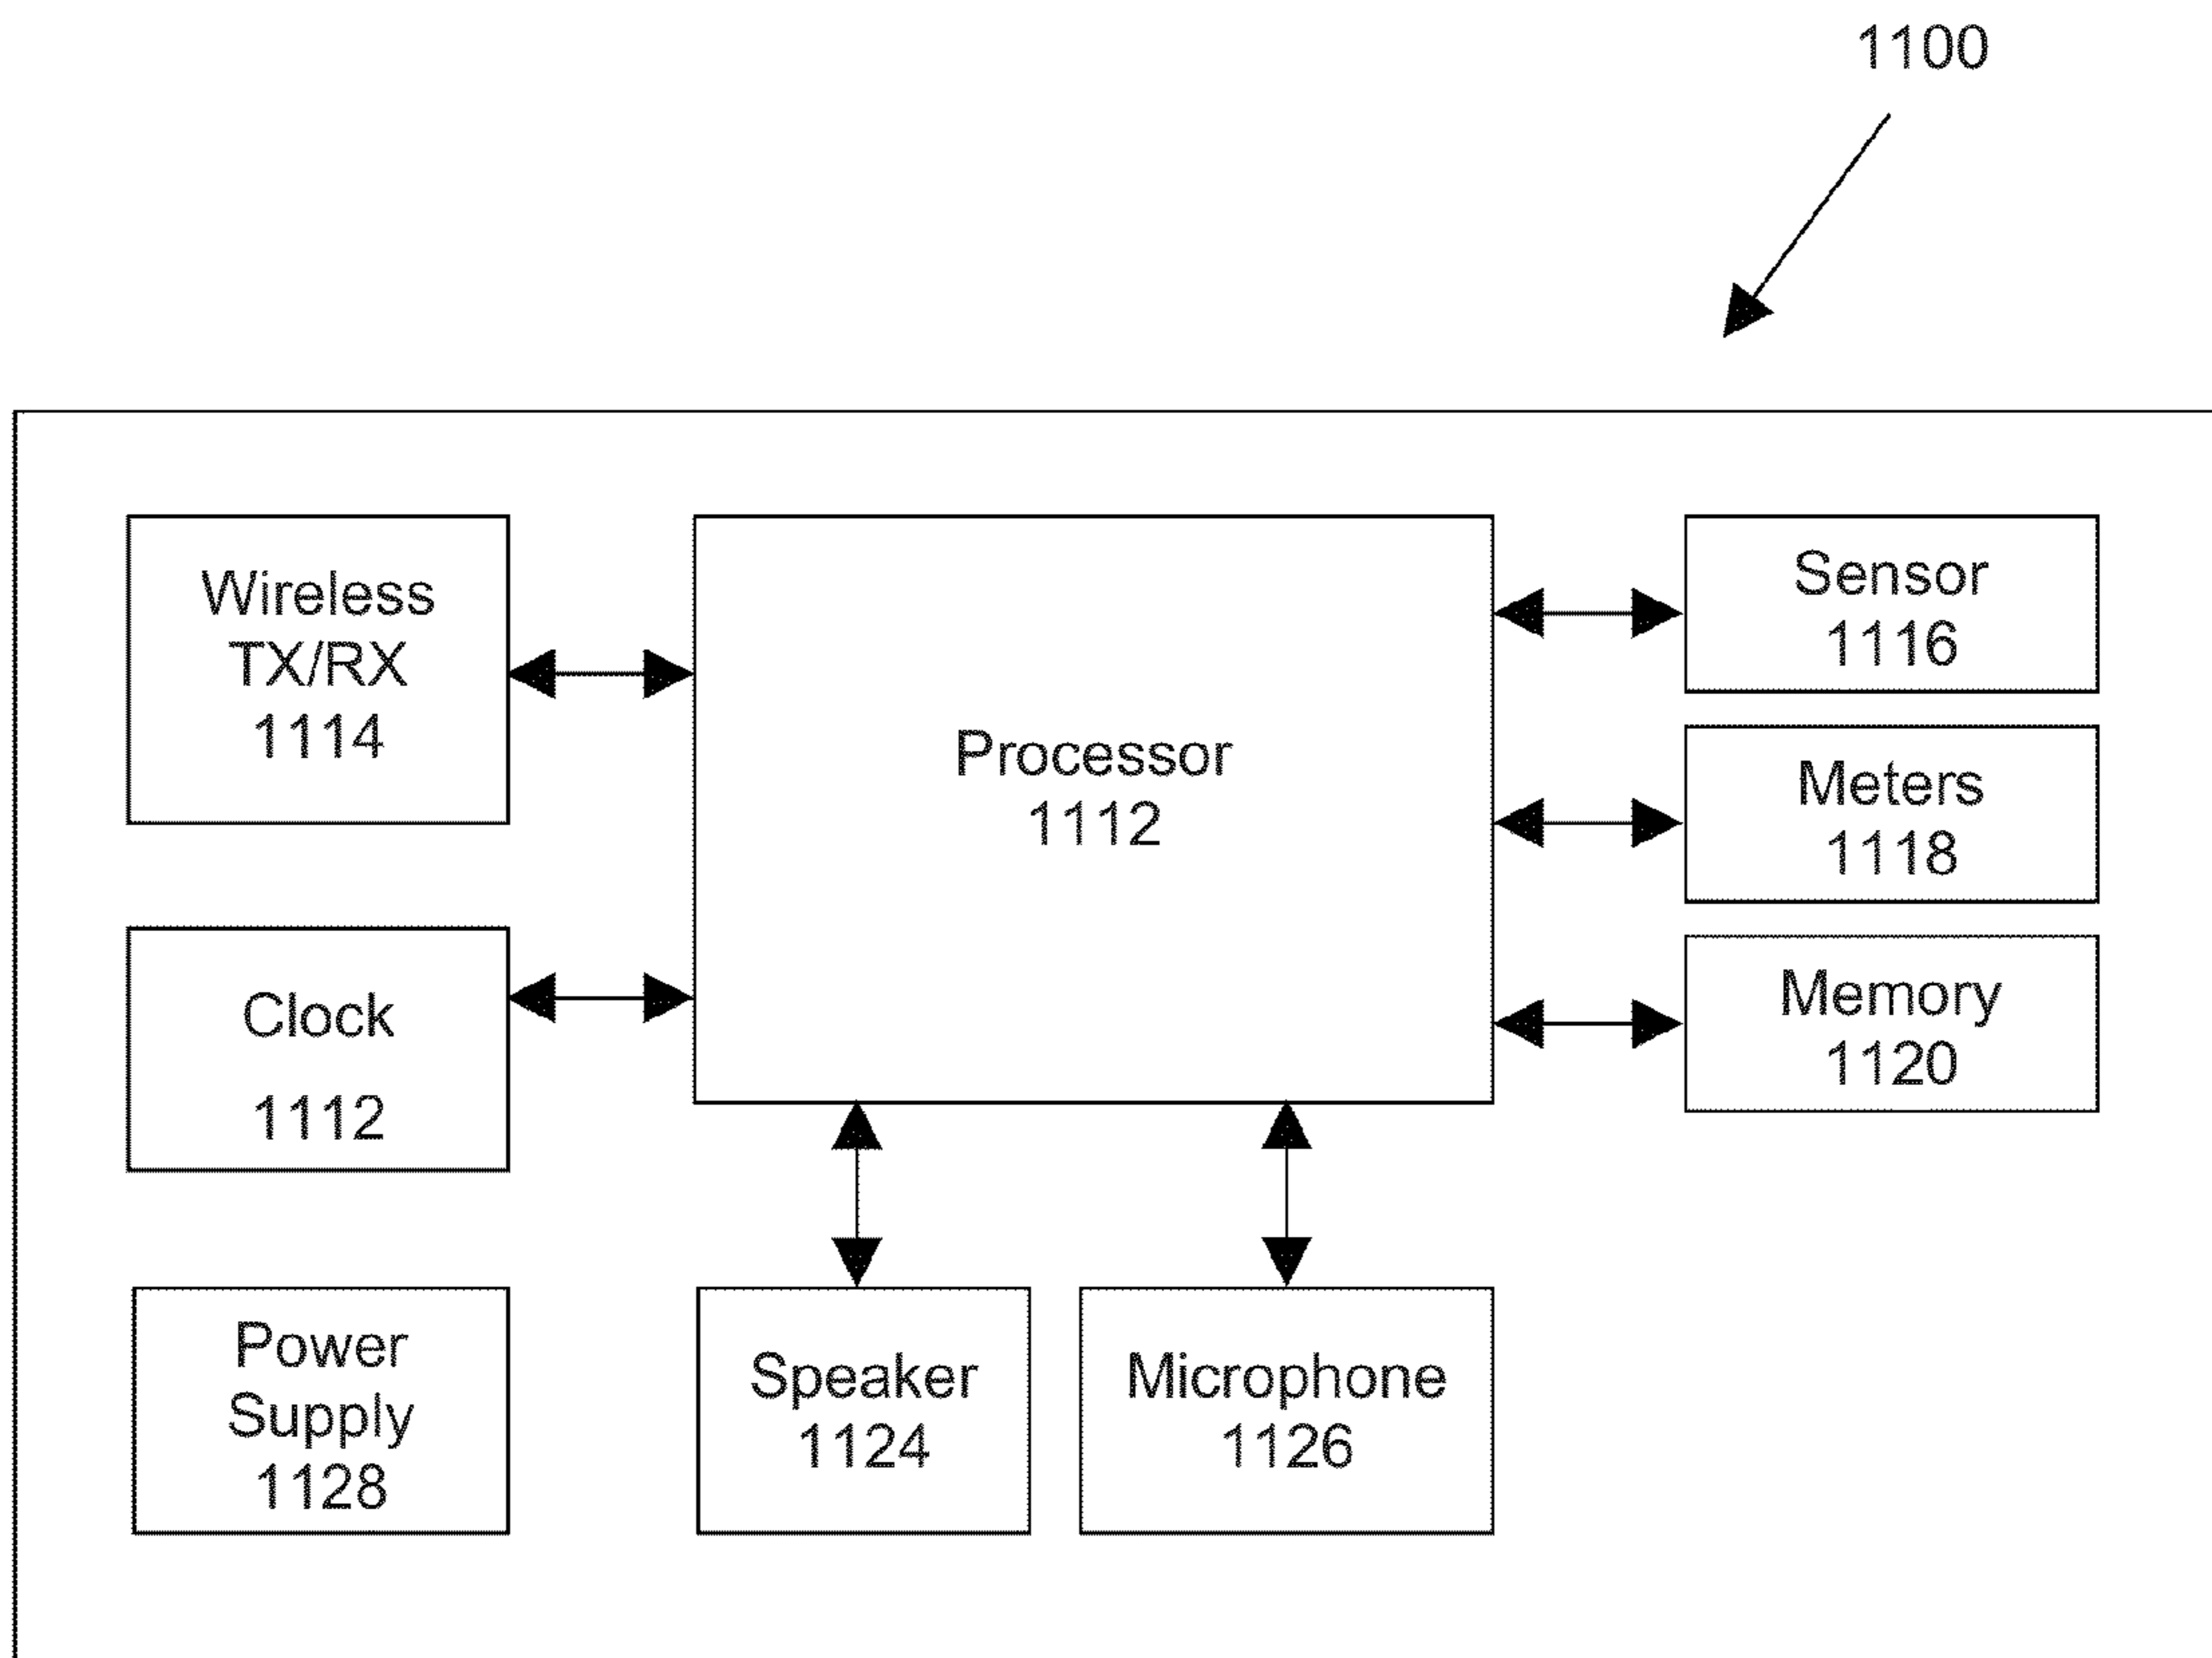 1100
Wireless
TX/RX
1114
Processor
1112
Sensor
1116
Meters
1118
Memory
1120
Clock
1112
Power
Supply
1128
Speaker
1124
Microphone
1126